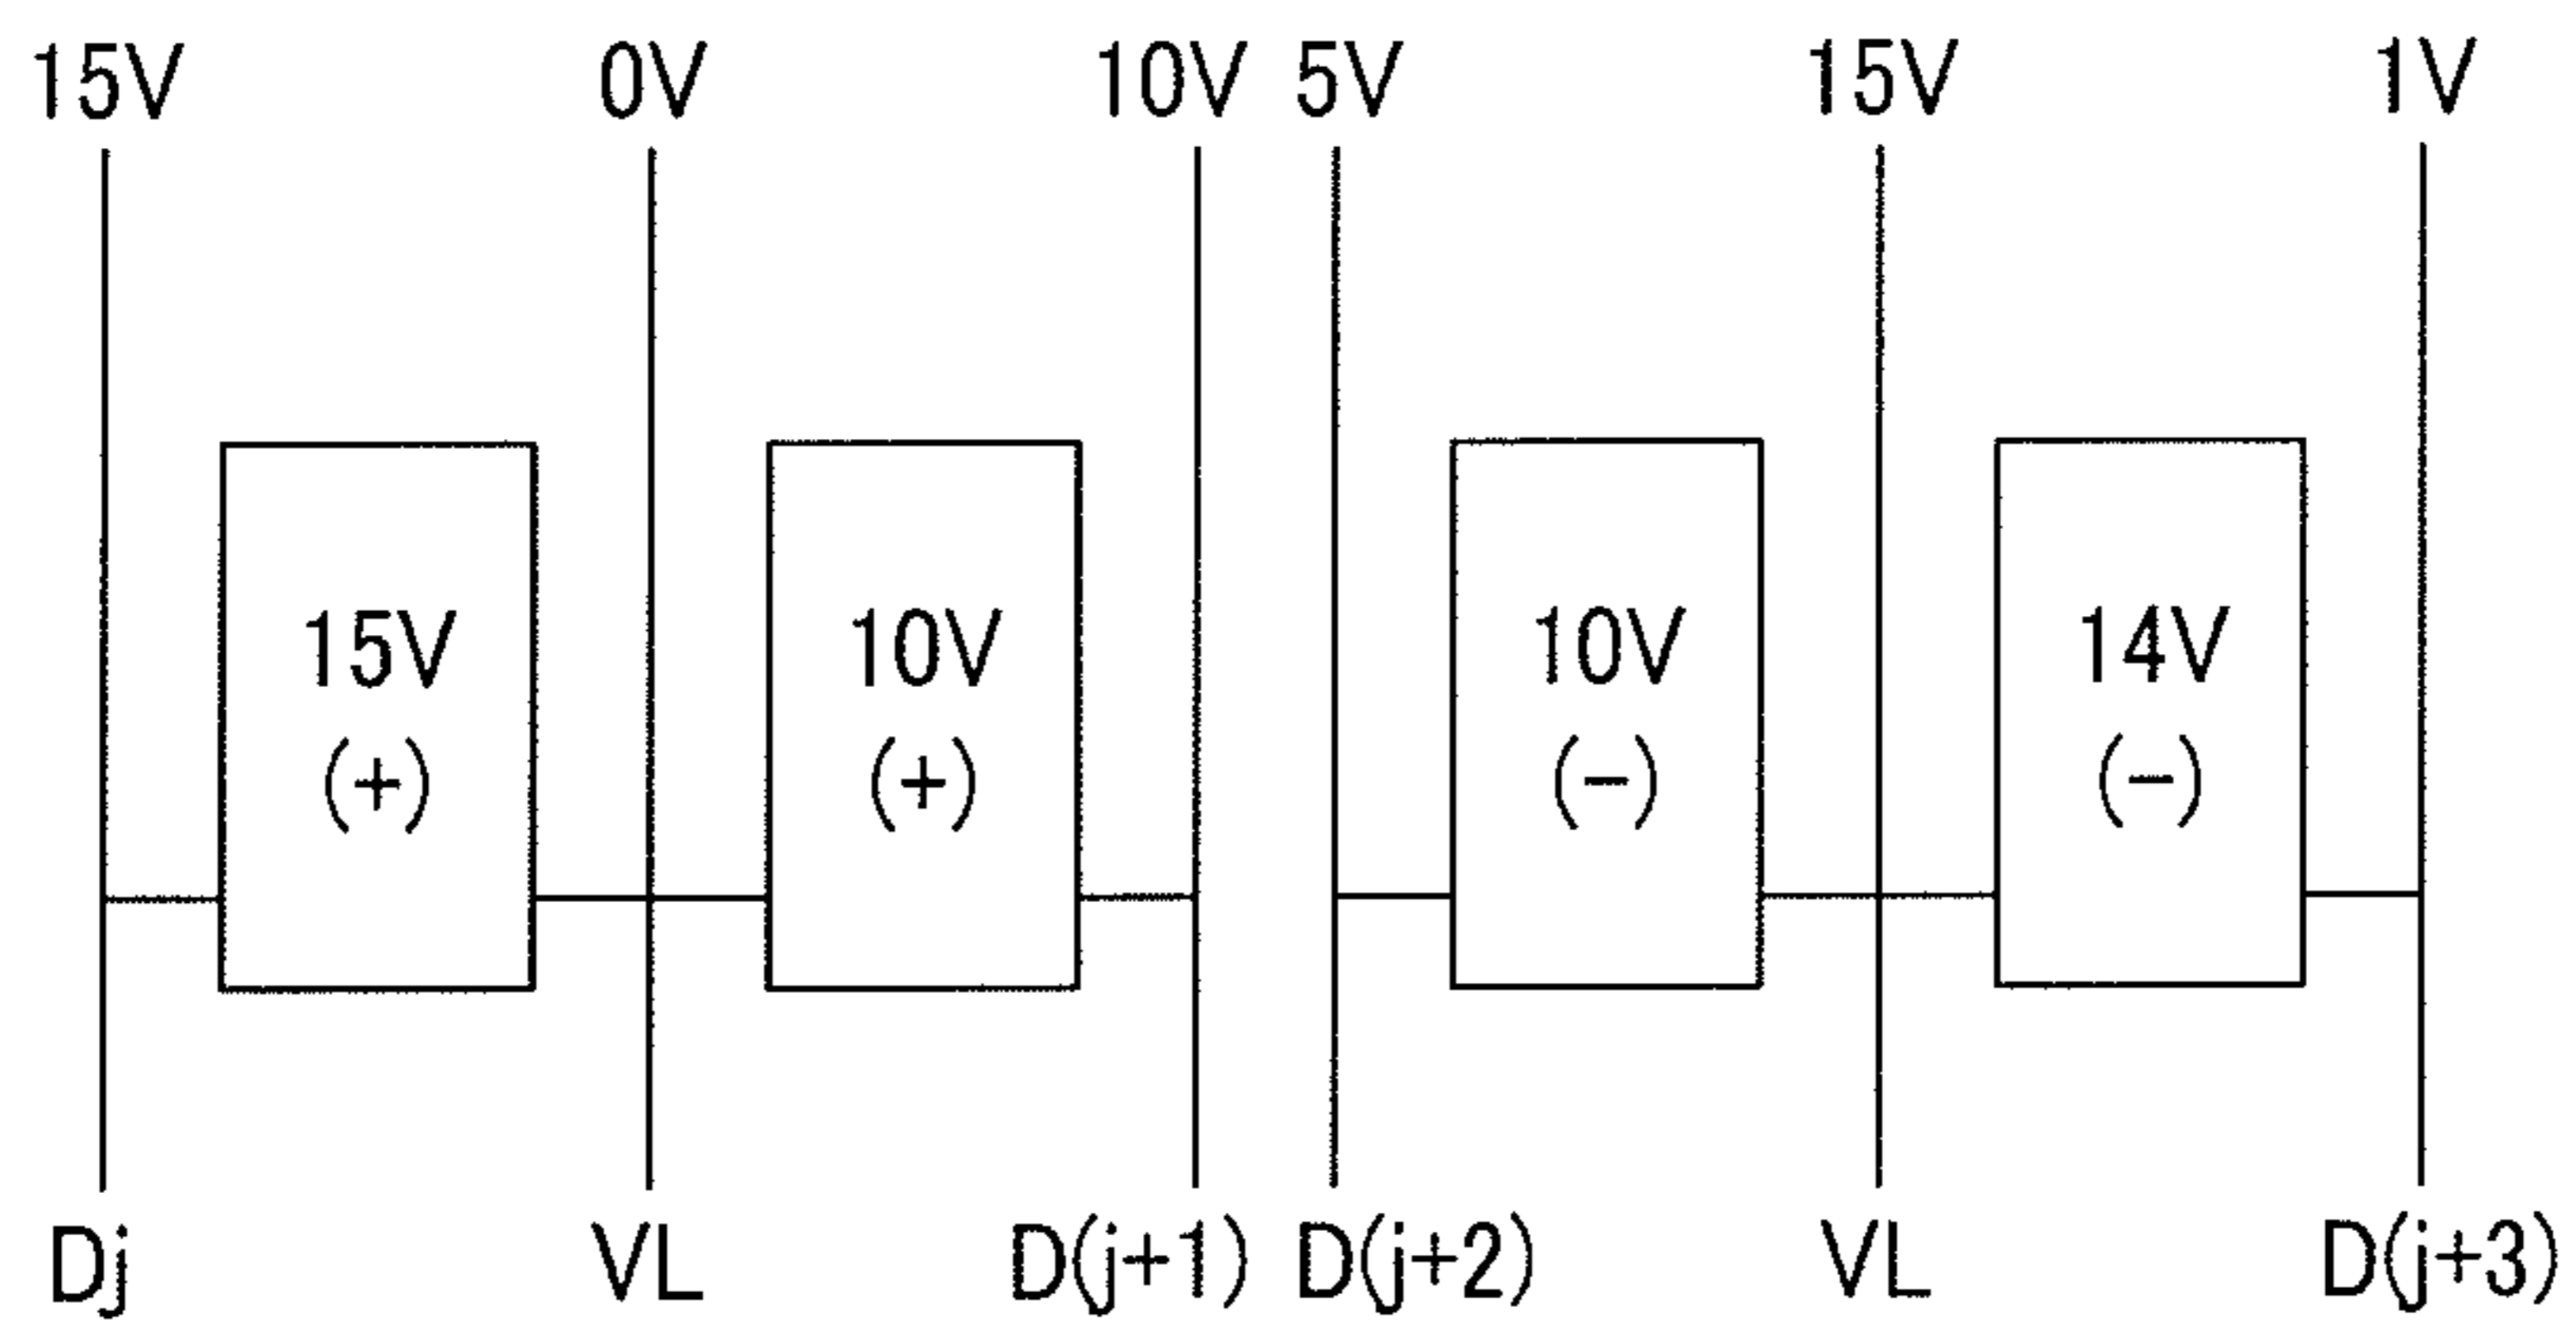 15V 0V 10V 5V 15V 1V
15V 10V 10V 14V
(+) (+) (-) (-)
Dj VL D(j+1) D(j+2) VL D(j+3)